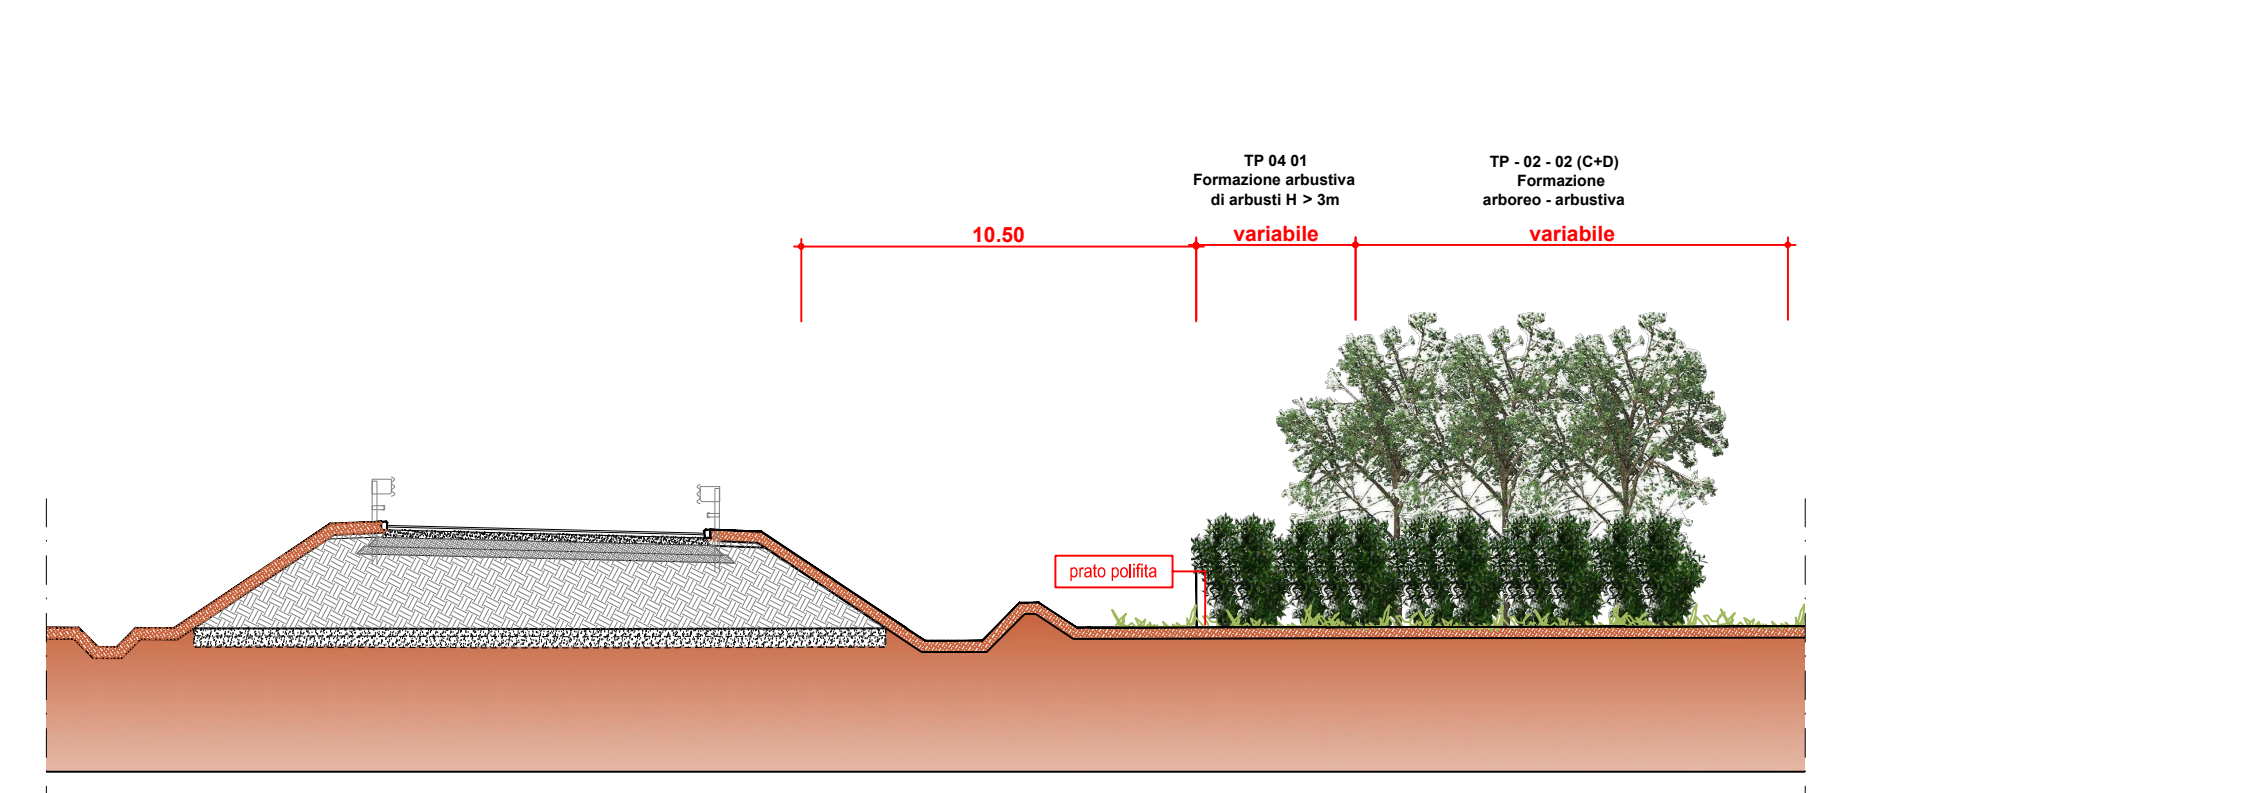 TP 04 01
Formazione arbustiva
di arbusti H > 3m
TP - 02 - 02 (C+D)
Formazione
arboreo - arbustiva
10.50
variabile
variabile
prato polifita